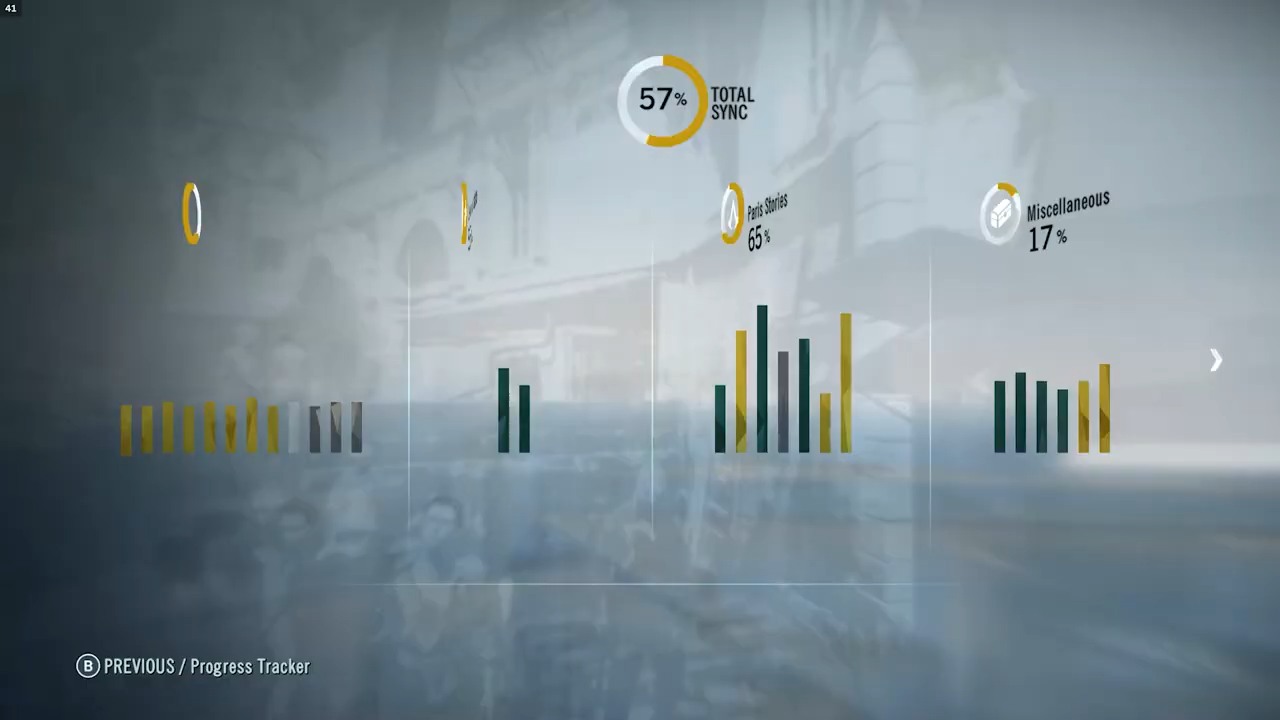 41
57%
TOTAL
SYNC
Paris Stories
65%
Miscellaneous
17%
B PREVIOUS / Progress Tracker